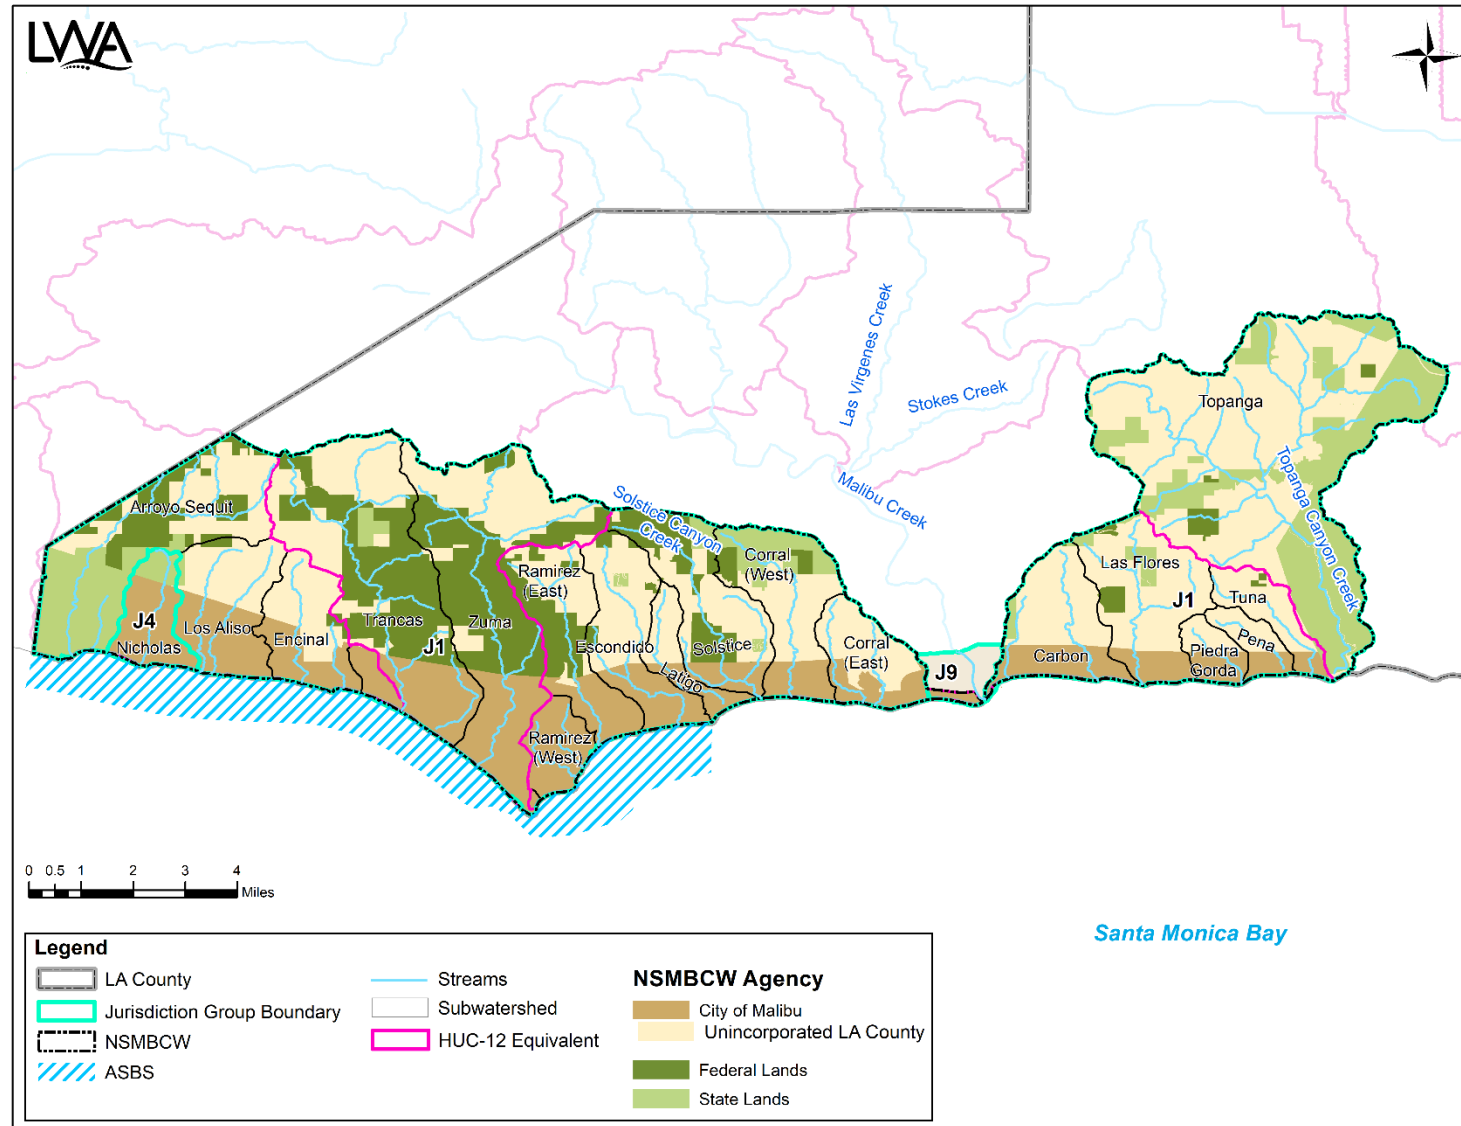 LWA
Las Virgenes Creek
Stokes Creek
Malibu Creek
Topanga
Topanga Canyon Creek
Arroyo Sequit
Solstice Canyon
Creek
Corral
(West)
Ramirez
(East)
Las Flores
J1
Tuna
Pena
Piedra
Gorda
J4
Nicholas
Los Aliso
Encinal
Trancas
J1
Zuma
Escondido
Latigo
Solstice
Corral
(East)
J9
Carbon
Ramirez
(West)
0 0.5 1 2 3 4
Miles
Santa Monica Bay
Legend
LA County
Jurisdiction Group Boundary
NSMBCW
ASBS
Streams
Subwatershed
HUC-12 Equivalent
NSMBCW Agency
City of Malibu
Unincorporated LA County
Federal Lands
State Lands